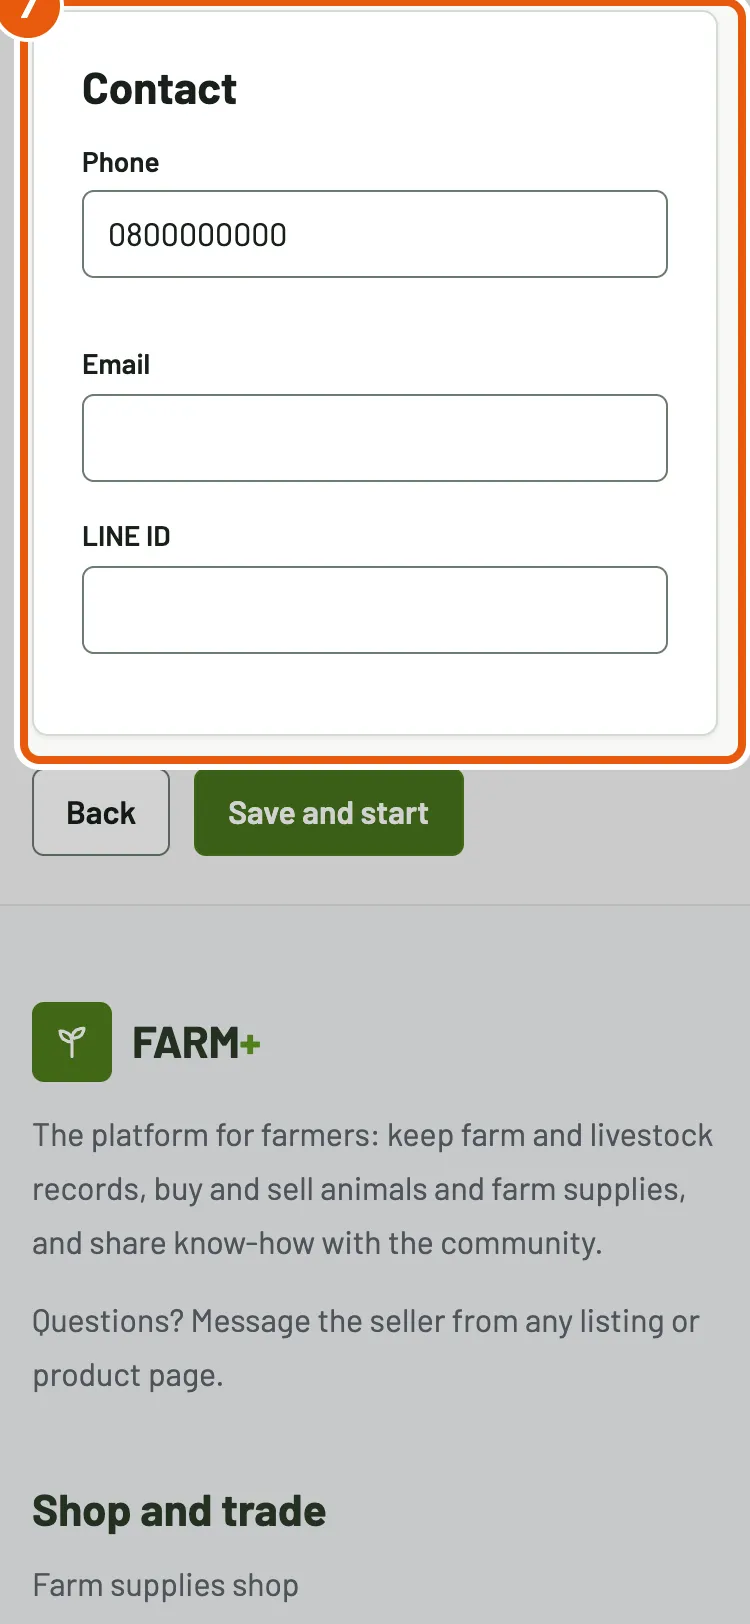 7
Contact
Phone
0800000000
Email
LINE ID
Back
Save and start
FARM+
The platform for farmers: keep farm and livestock
records, buy and sell animals and farm supplies,
and share know-how with the community.
Questions? Message the seller from any listing or
product page.
Shop and trade
Farm supplies shop